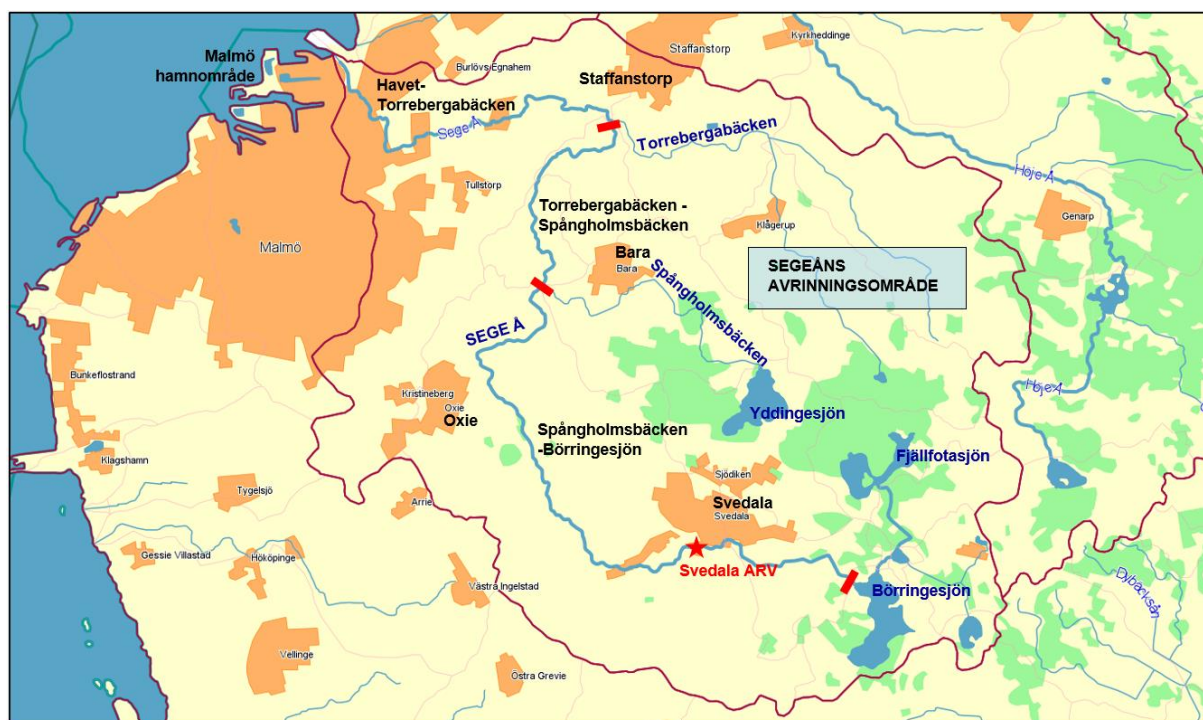 Kyrkheddinge
Staffanstorp
Malmö
hamnområde
Burlövs Egnahem
Havet-
Torrebergabäcken
Staffanstorp
Sege Å
Torrebergabäcken
Höje Å
Tullstorp
Torrebergabäcken -
Spångholmsbäcken
Klågerup
Genarp
Malmö
Bara
Bara
Spångholmsbäcken
SEGEÅNS
AVRINNINGSOMRÅDE
SEGE Å
Bunkeflostrand
Kristineberg
Oxie
Oxie
Höje Å
Yddingesjön
Spångholmsbäcken
-Börringesjön
Fjällfotasjön
Klagshamn
Sjödiken
Tygelsjö
Arrie
Svedala
Svedala
Gessie Villastad
Hököpinge
Svedala ARV
Västra Ingelstad
Börringesjön
Dybäcksån
Vellinge
Östra Grevie